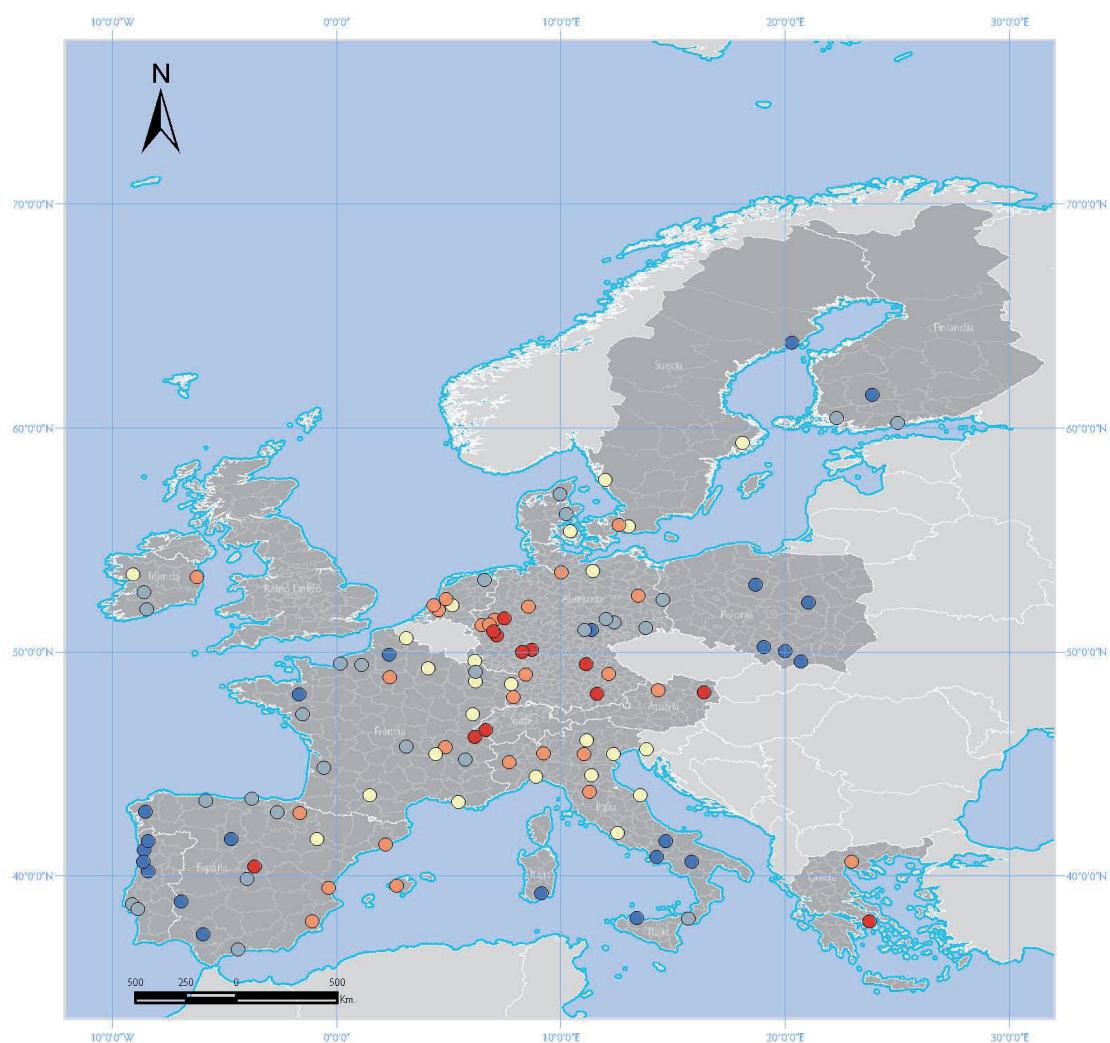 10°0'0"W 0°0'0"E 10°0'0"E 20°0'0"E 30°0'0"E
N
70°0'0"N 70°0'0"N
Finlandia
Suecia
60°0'0"N 60°0'0"N
Irlanda
Reino Unido
Alemania
Polonia
50°0'0"N 50°0'0"N
Austria
Suiza
Francia
Italia
España
Italia
Grecia
40°0'0"N 40°0'0"N
Italia
500 250 0 500
Km.
10°0'0"W 0°0'0"E 10°0'0"E 20°0'0"E 30°0'0"E